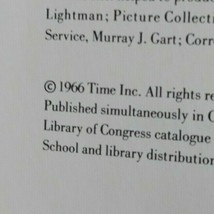 Lightman; Picture Collecti
Service, Murray J. Gart; Corr
© 1966 Time Inc. All rights re
Published simultaneously in C
Library of Congress catalogue
School and library distribution